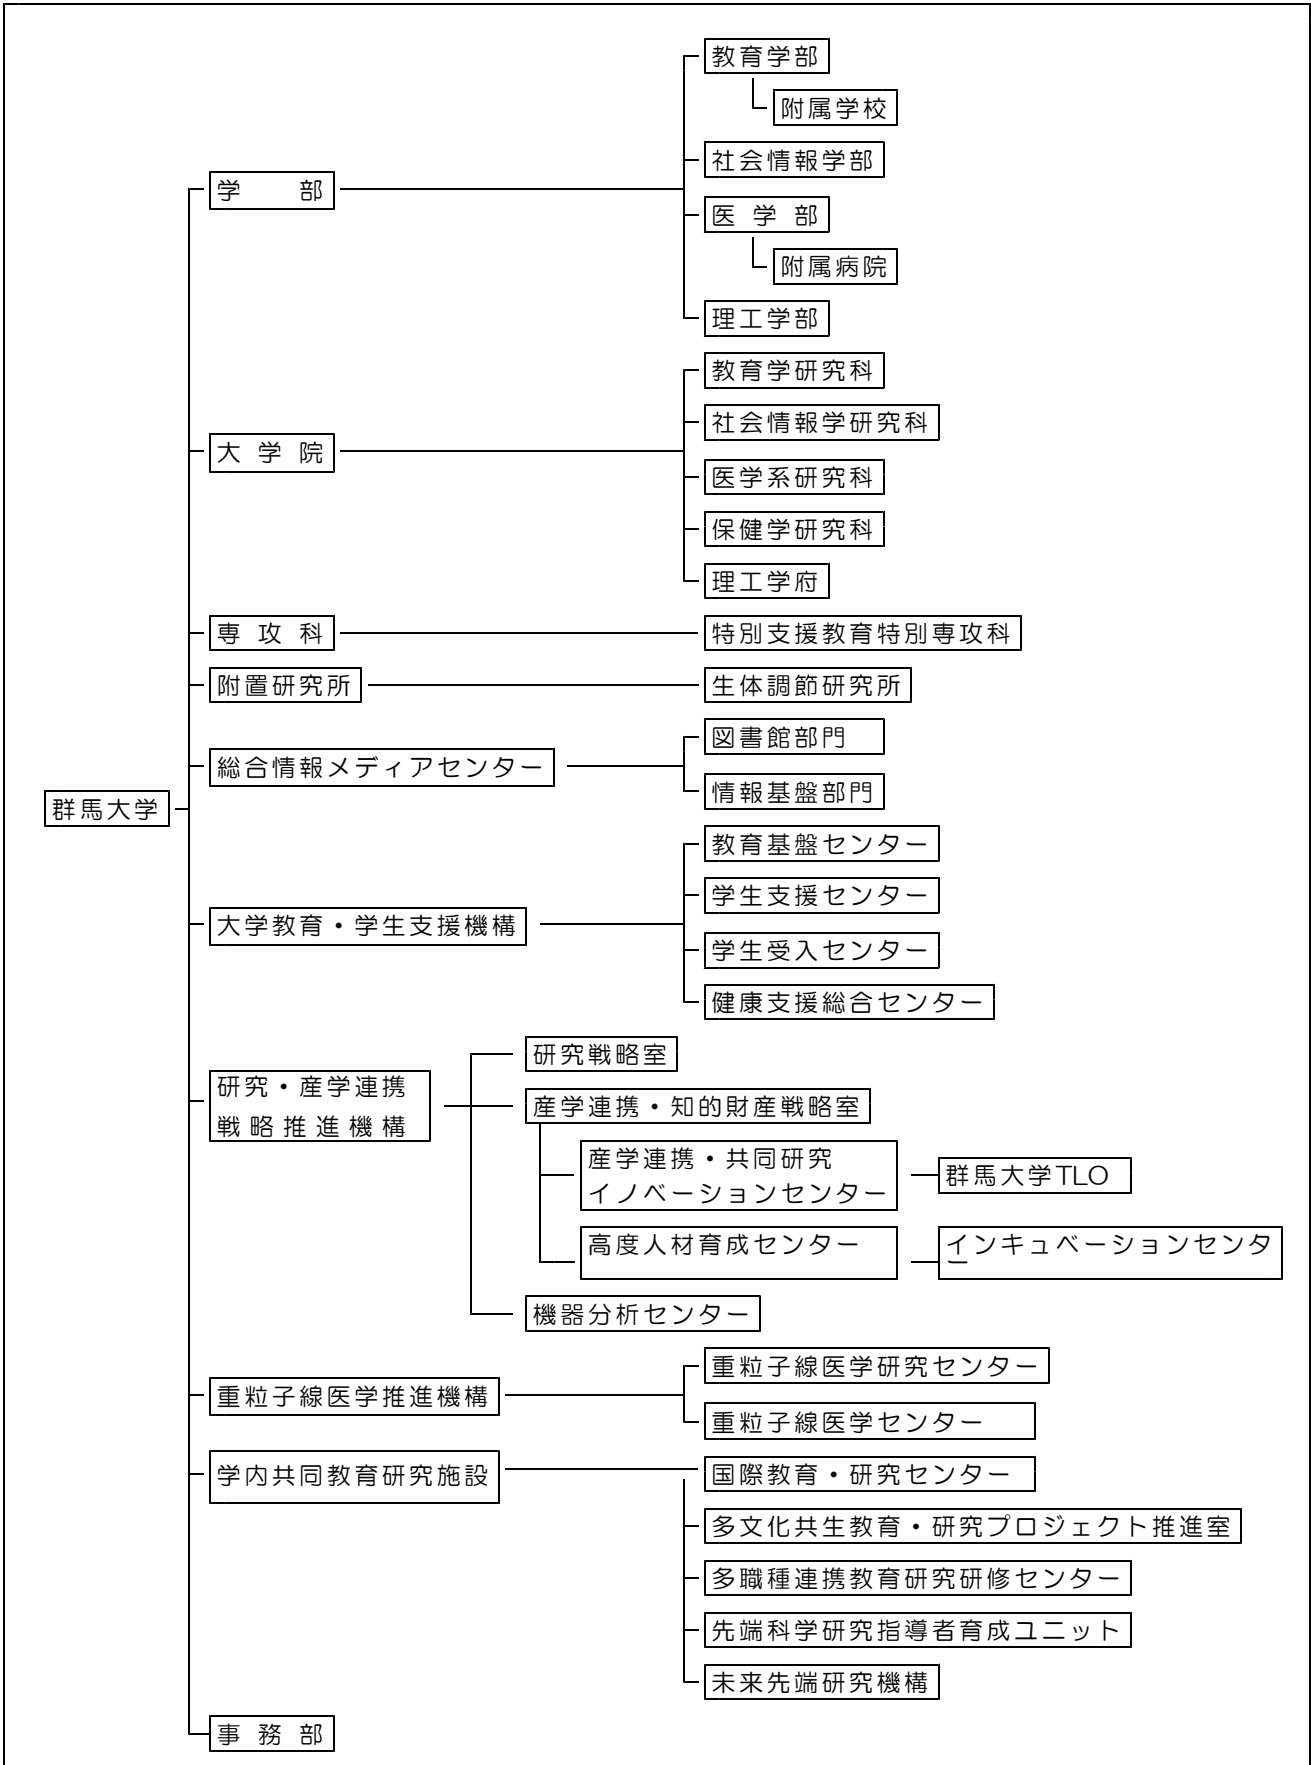 教育学部
附属学校
社会情報学部
学　　部
医 学 部
附属病院
理工学部
教育学研究科
社会情報学研究科
大 学 院
医学系研究科
保健学研究科
理工学府
専 攻 科
特別支援教育特別専攻科
附置研究所
生体調節研究所
図書館部門
総合情報メディアセンター
情報基盤部門
群馬大学
教育基盤センター
学生支援センター
大学教育・学生支援機構
学生受入センター
健康支援総合センター
研究戦略室
研究・産学連携
戦略推進機構
産学連携・知的財産戦略室
産学連携・共同研究
イノベーションセンター
群馬大学TLO
高度人材育成センター
インキュベーションセンタ
ー
機器分析センター
重粒子線医学研究センター
重粒子線医学推進機構
重粒子線医学センター
学内共同教育研究施設
国際教育・研究センター
多文化共生教育・研究プロジェクト推進室
多職種連携教育研究研修センター
先端科学研究指導者育成ユニット
未来先端研究機構
事 務 部